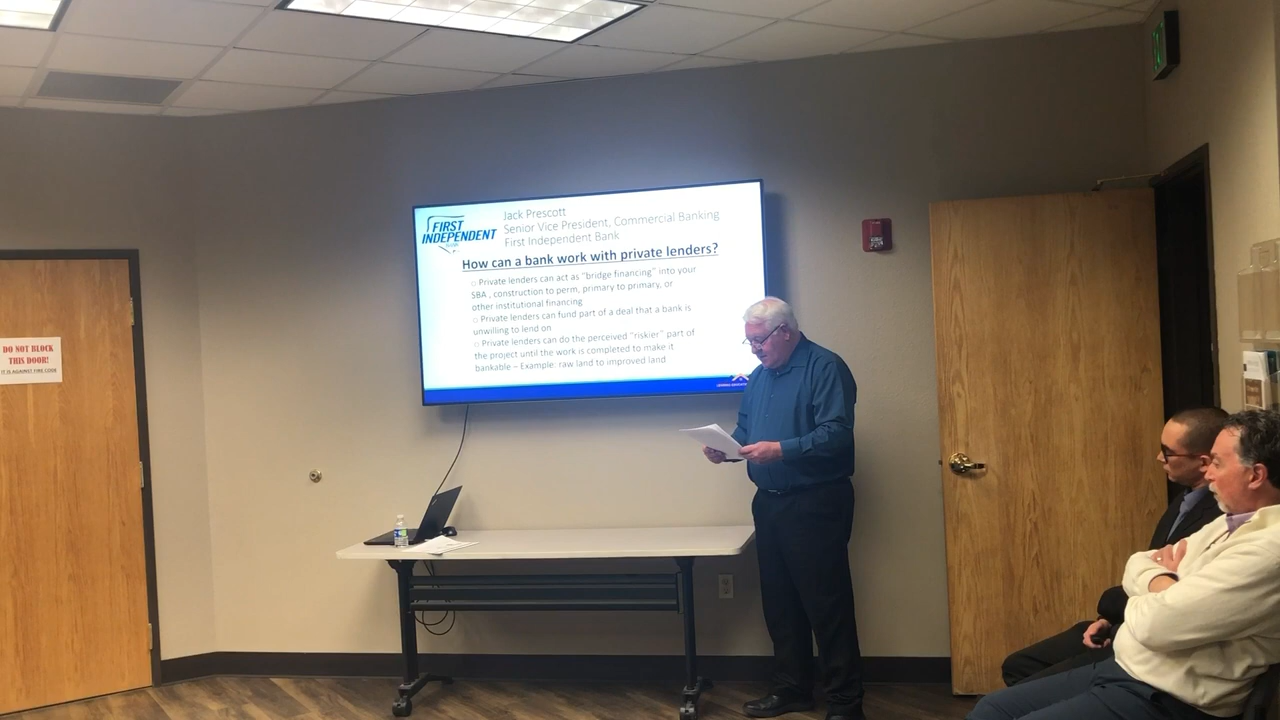 FIRST
INDEPENDENT
Jack Prescott
Senior Vice President, Commercial Banking
First Independent Bank
How can a bank work with private lenders?
Private lenders can act as "bridge financing" into your
SBA , construction to perm, primary to primary, or
other institutional financing
Private lenders can fund part of a deal that a bank is
unwilling to lend on
Private lenders can do the perceived "riskier" part of
the project until the work is completed to make it
bankable – Example: raw land to improved land
DO NOT BLOCK
THIS DOOR!
IT IS AGAINST FIRE CODE